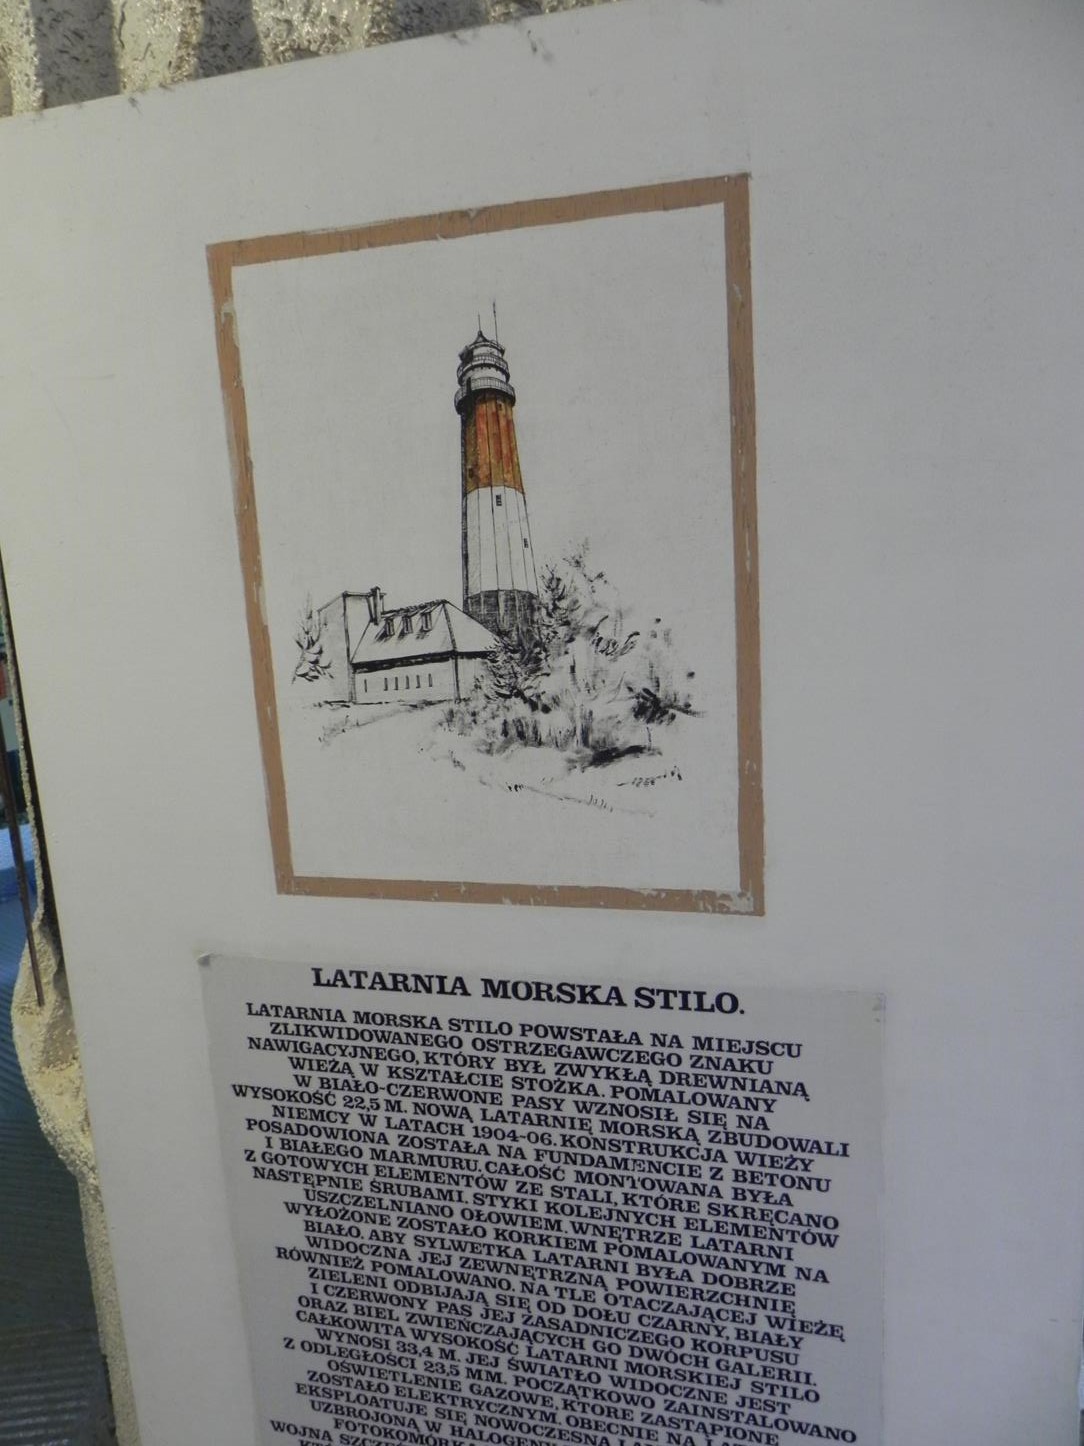 LATARNIA MORSKA STILO.
LATARNIA MORSKA STILO POWSTAŁA NA MIEJSCU
ZLIKWIDOWANEGO OSTRZEGAWCZEGO ZNAKU
NAWIGACYJNEGO, KTÓRY BYŁ ZWYKŁĄ DREWNIANĄ
WIEŻĄ W KSZTAŁCIE STOŻKA. POMALOWANY
W BIAŁO-CZERWONE PASY WZNOSIŁ SIĘ NA
WYSOKOŚĆ 22,5 M. NOWĄ LATARNIĘ MORSKĄ ZBUDOWALI
NIEMCY W LATACH 1904-06. KONSTRUKCJA WIEŻY
POSADOWIONA ZOSTAŁA NA FUNDAMENCIE Z BETONU
I BIAŁEGO MARMURU. CAŁOŚĆ MONTOWANA BYŁA
Z GOTOWYCH ELEMENTÓW ZE STALI, KTÓRE SKRĘCANO
NASTĘPNIE ŚRUBAMI. STYKI KOLEJNYCH ELEMENTÓW
USZCZELNIANO OŁOWIEM. WNĘTRZE LATARNI
WYŁOŻONE ZOSTAŁO KORKIEM POMALOWANYM NA
BIAŁO. ABY SYLWETKA LATARNI BYŁA DOBRZE
WIDOCZNA JEJ ZEWNĘTRZNĄ POWIERZCHNIĘ
RÓWNIEŻ POMALOWANO. NA TLE OTACZAJĄCEJ WIEŻĘ
ZIELENI ODBIJAJĄ SIĘ OD DOŁU CZARNY, BIAŁY
I CZERWONY PAS JEJ ZASADNICZEGO KORPUSU
ORAZ BIEL ZWIEŃCZAJĄCYCH GO DWÓCH GALERII.
CAŁKOWITA WYSOKOŚĆ LATARNI MORSKIEJ STILO
WYNOSI 33,4 M. JEJ ŚWIATŁO WIDOCZNE JEST
Z ODLEGŁOŚCI 23,5 MM. POCZĄTKOWO ZAINSTALOWANO
OŚWIETLENIE GAZOWE, KTÓRE ZASTĄPIONE
ZOSTAŁO ELEKTRYCZNYM. OBECNIE NA
EKSPLOATUJE SIĘ NOWOCZESNĄ
UZBROJONĄ W
WOJNĄ